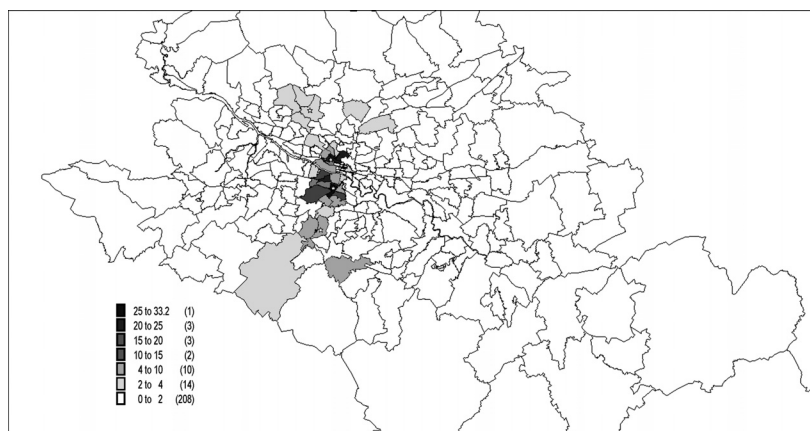 25 to 33.2 (1)
20 to 25 (3)
15 to 20 (3)
10 to 15 (2)
4 to 10 (10)
2 to 4 (14)
0 to 2 (208)